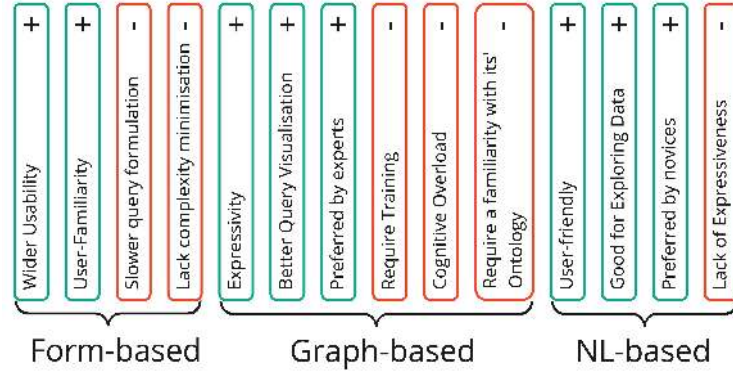 Wider Usability +
User-Familiarity +
Slower query formulation -
Lack complexity minimisation -
Expressivity +
Better Query Visualisation +
Preferred by experts +
Require Training -
Cognitive Overload -
Require a familiarity with its' -
Ontology
User-friendly +
Good for Exploring Data +
Preferred by novices +
Lack of Expressiveness -
Form-based
Graph-based
NL-based